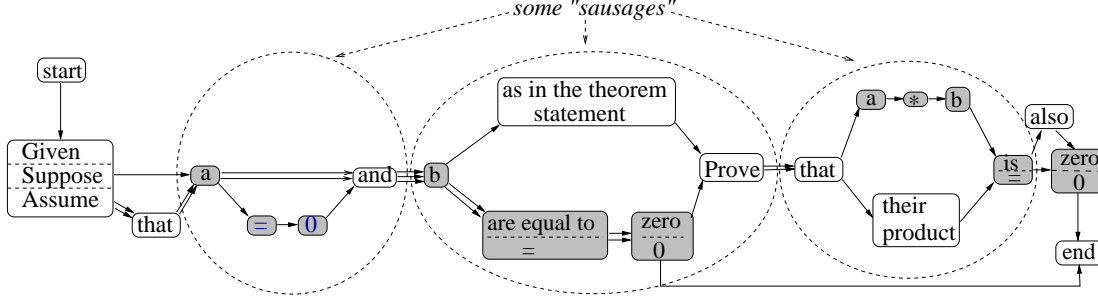 some "sausages"
start
Given
Suppose
Assume
that
a
= 0
and
b
as in the theorem
statement
are equal to
=
zero
0
Prove
that
a * b
their
product
is
=
also
zero
0
end